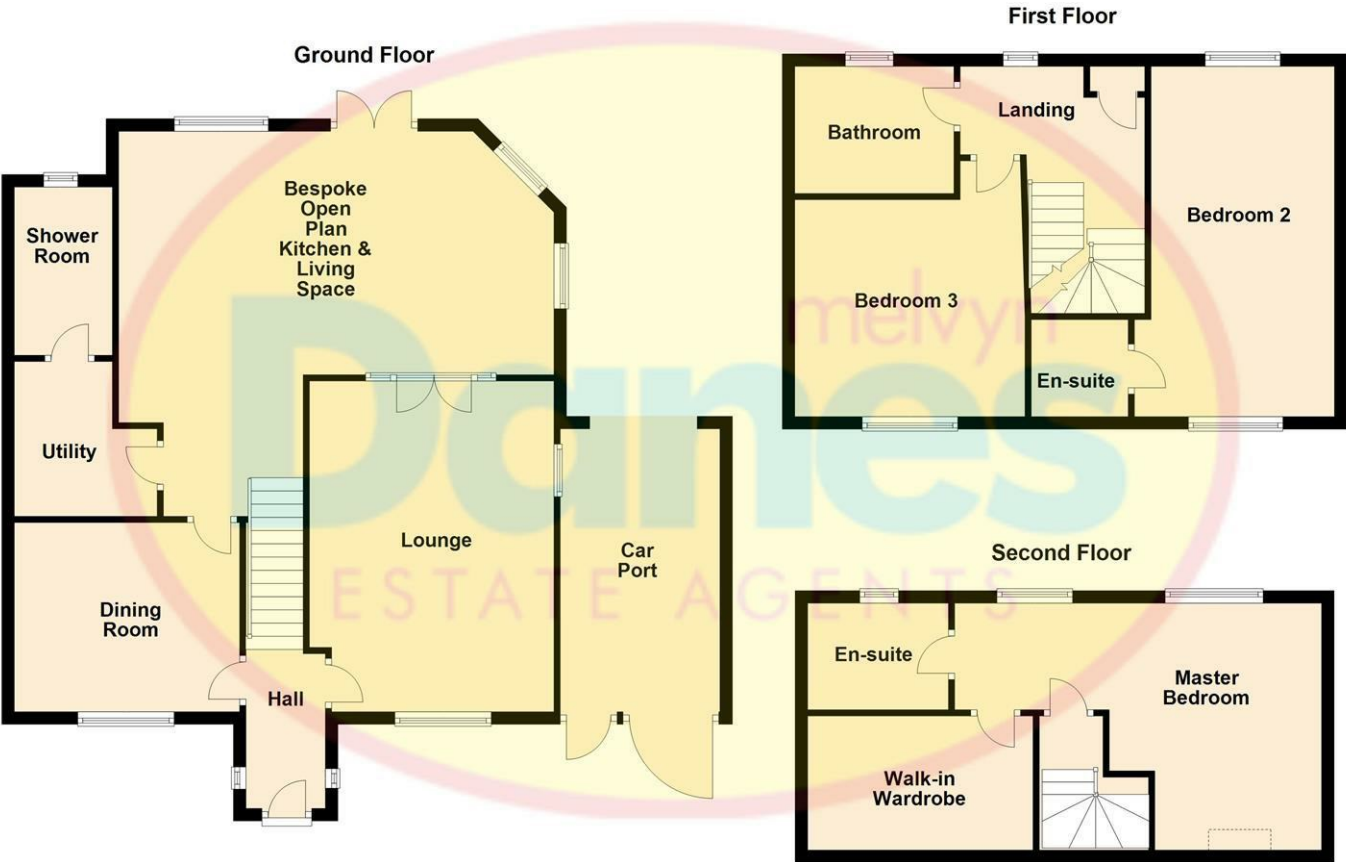 Ground Floor
Bespoke
Open
Plan
Kitchen &
Living
Space
Shower
Room
Utility
Lounge
Dining
Room
Hall
Car
Port
First Floor
Bathroom
Landing
Bedroom 2
Bedroom 3
En-suite
Second Floor
En-suite
Master
Bedroom
Walk-in
Wardrobe
melvyn
Danes
ESTATE AGENTS